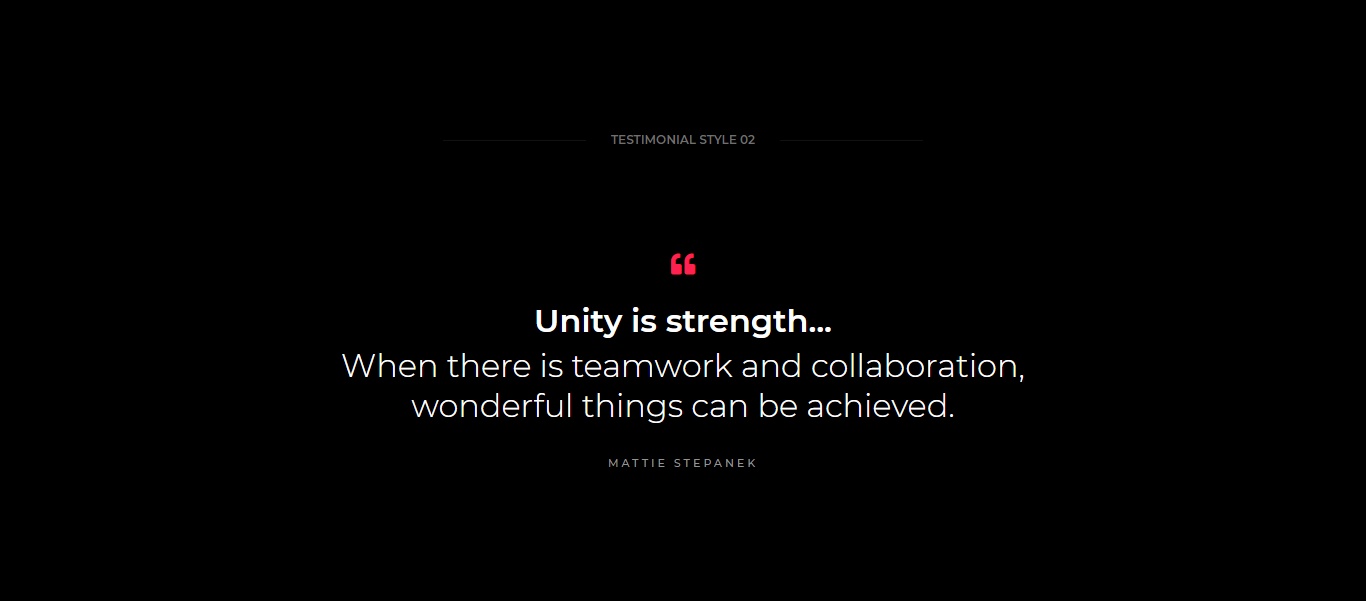 TESTIMONIAL STYLE 02
“
Unity is strength...
When there is teamwork and collaboration,
wonderful things can be achieved.
MATTIE STEPANEK